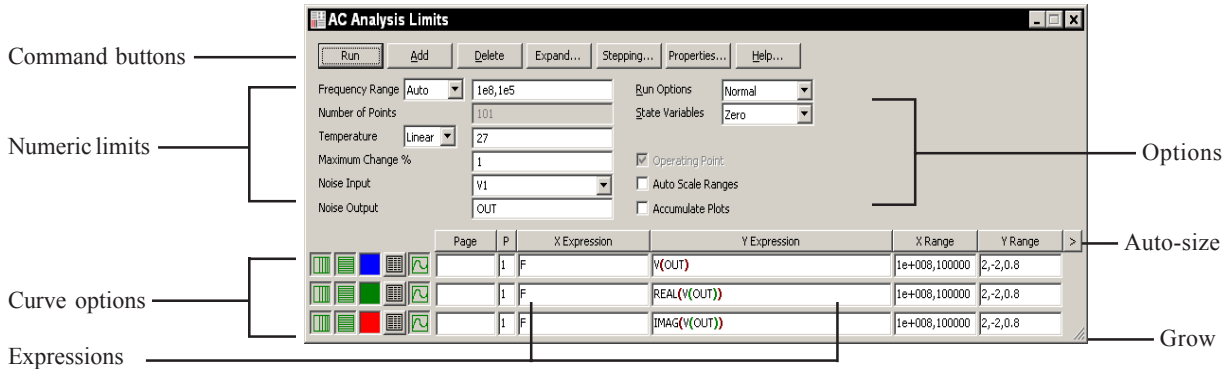 AC Analysis Limits
Command buttons
Run Add Delete Expand... Stepping... Properties... Help...
Frequency Range Auto 1e8,1e5 Run Options Normal
Number of Points 101 State Variables Zero
Numeric limits
Temperature Linear 27
Options
Maximum Change % 1 Operating Point
Noise Input V1 Auto Scale Ranges
Noise Output OUT Accumulate Plots
Page P X Expression Y Expression X Range Y Range >
Auto-size
1 F V(OUT) 1e+008,100000 2,-2,0.8
Curve options
1 F REAL(V(OUT)) 1e+008,100000 2,-2,0.8
1 F IMAG(V(OUT)) 1e+008,100000 2,-2,0.8
Grow
Expressions